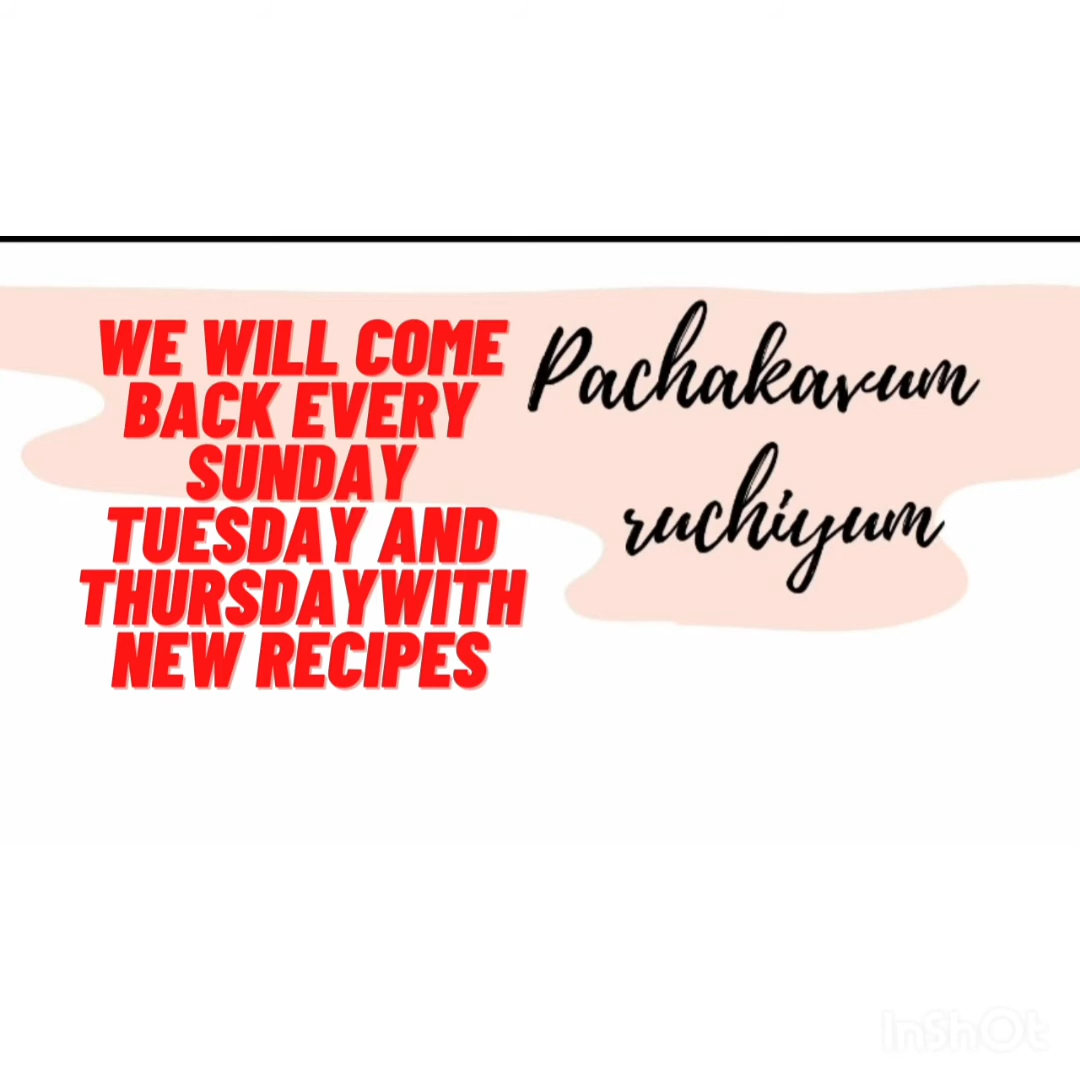 WE WILL COME
BACK EVERY
SUNDAY
TUESDAY AND
THURSDAYWITH
NEW RECIPES
Pachakavum
ruchiyum
InShOt